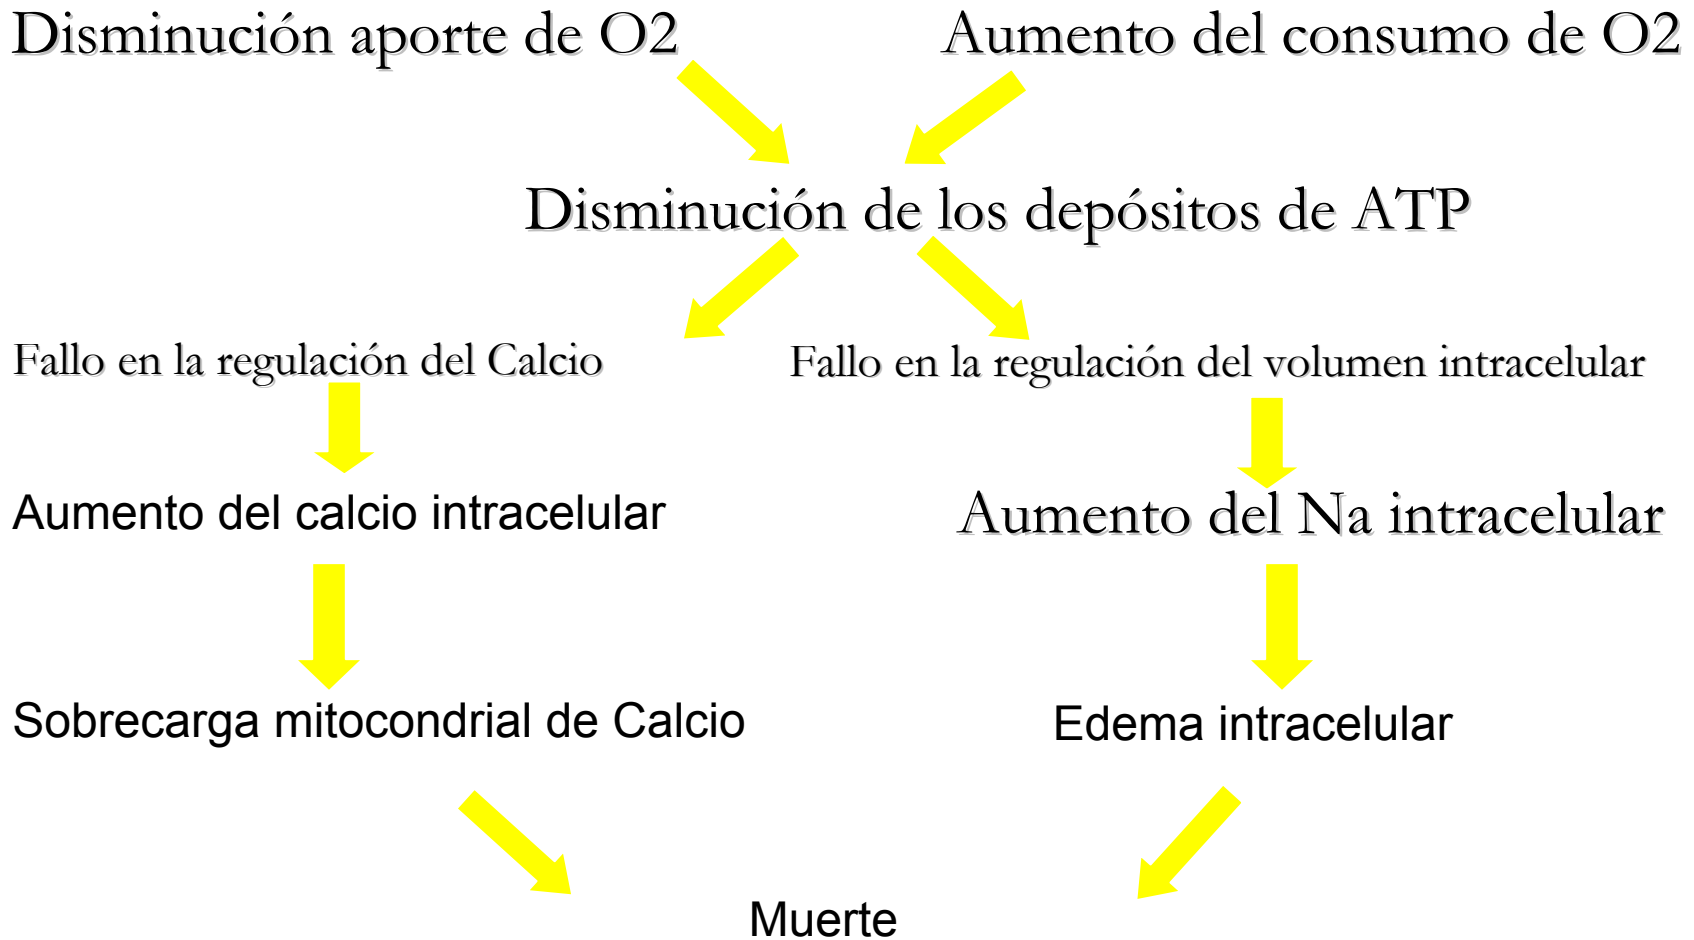 Disminución aporte de O2
Aumento del consumo de O2
Disminución de los depósitos de ATP
Fallo en la regulación del Calcio
Fallo en la regulación del volumen intracelular
Aumento del calcio intracelular
Aumento del Na intracelular
Sobrecarga mitocondrial de Calcio
Edema intracelular
Muerte